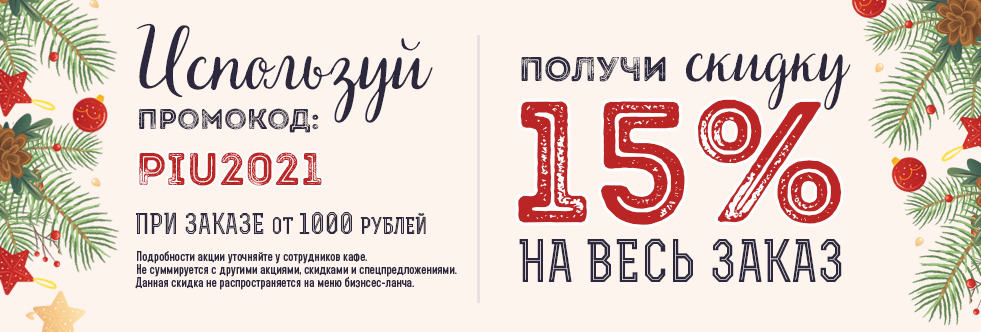 Используй
ПРОМОКОД:
PIU2021
ПРИ ЗАКАЗЕ ОТ 1000 РУБЛЕЙ
Подробности акции уточняйте у сотрудников кафе.
Не суммируется с другими акциями, скидками и спецпредложениями.
Данная скидка не распространяется на меню бизнсес-ланча.
ПОЛУЧИ скидку
15%
НА ВЕСЬ ЗАКАЗ